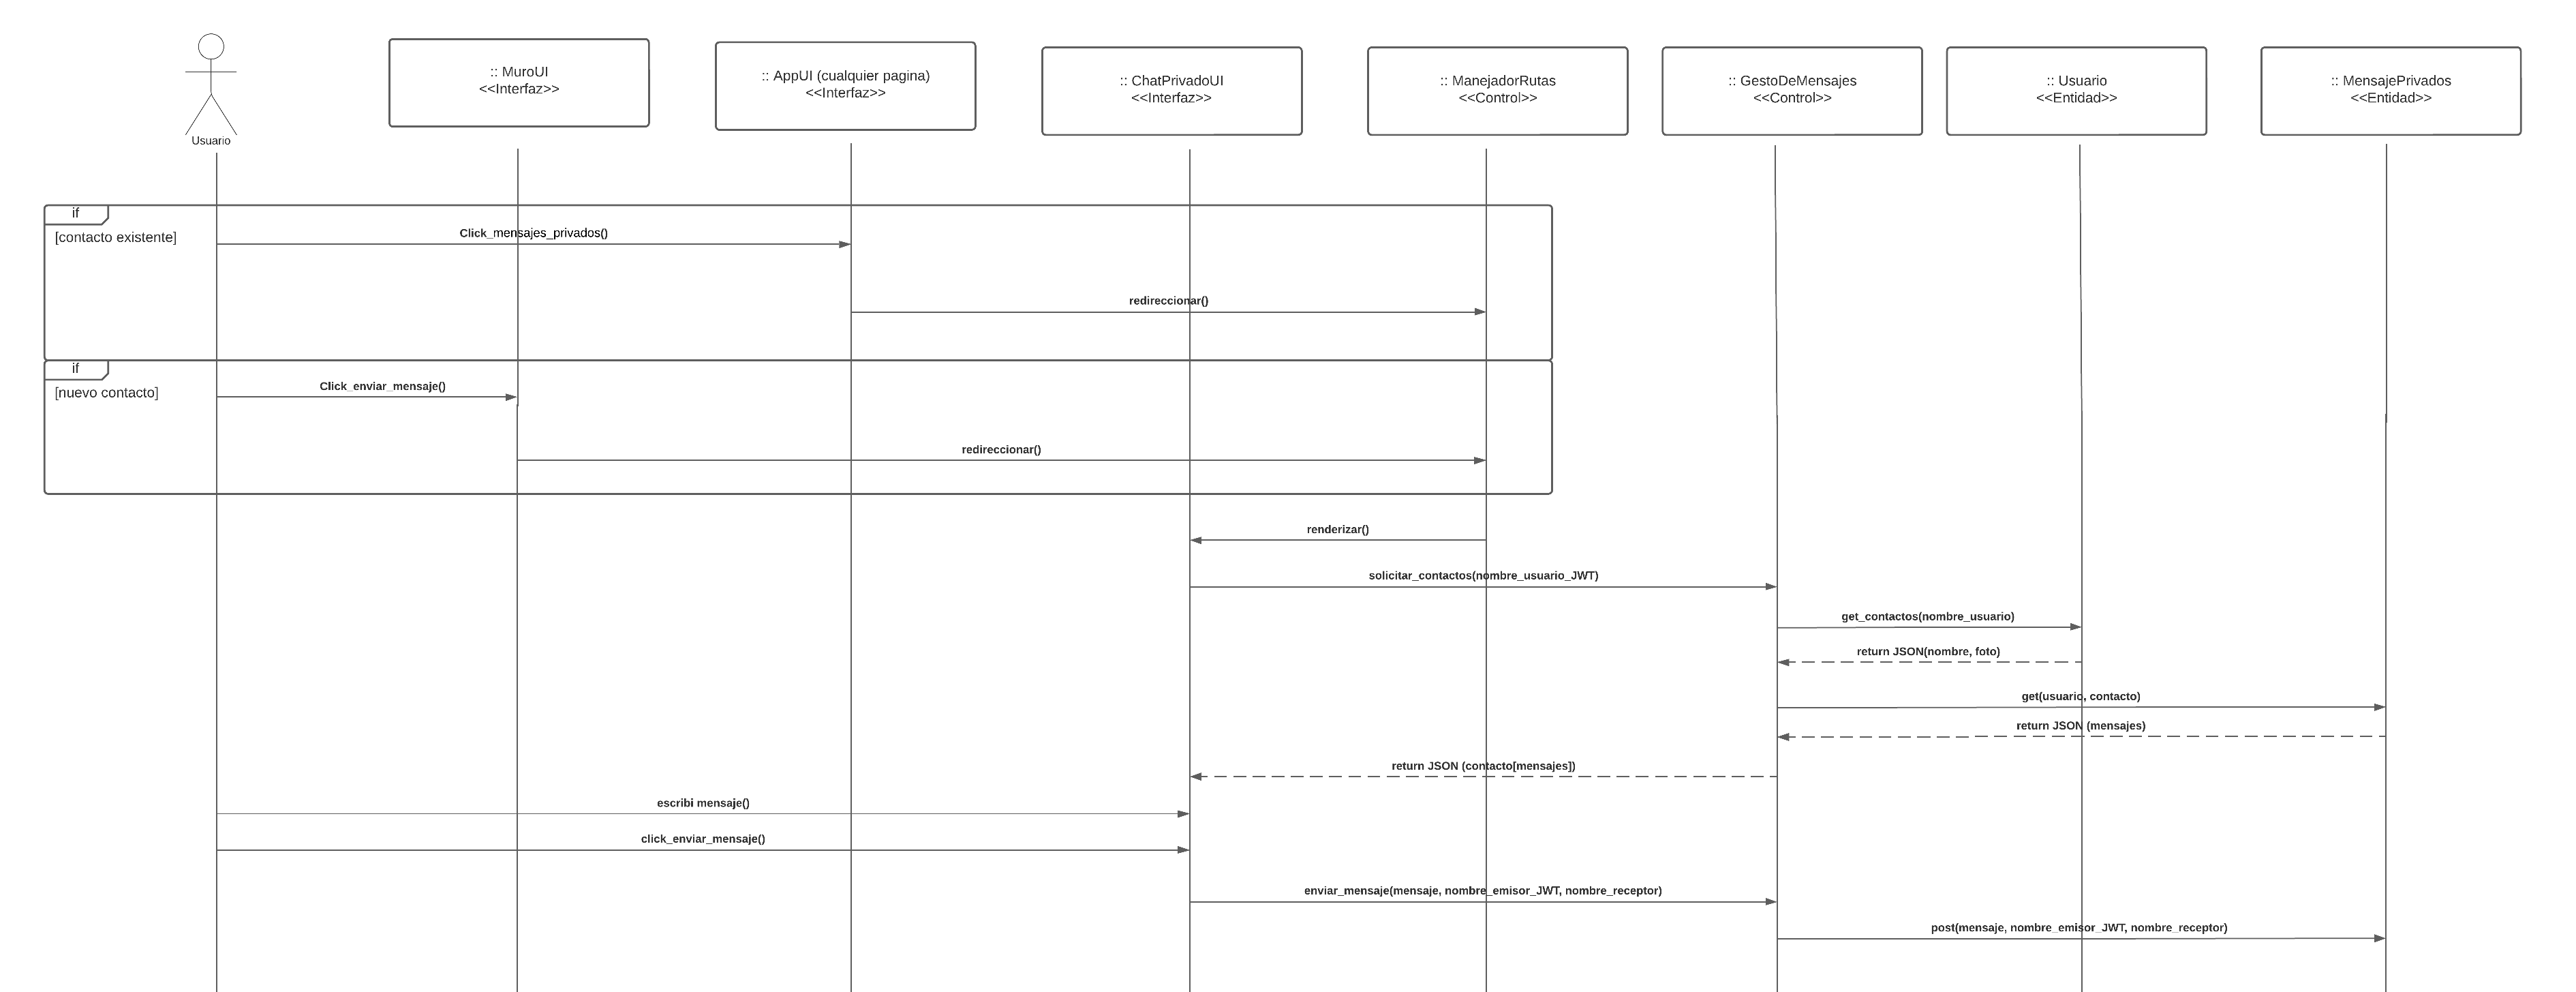 Usuario
:: MuroUI
<<Interfaz>>
:: AppUI (cualquier pagina)
<<Interfaz>>
:: ChatPrivadoUI
<<Interfaz>>
:: ManejadorRutas
<<Control>>
:: GestoDeMensajes
<<Control>>
:: Usuario
<<Entidad>>
:: MensajePrivados
<<Entidad>>
if
[contacto existente]
Click_mensajes_privados()
redireccionar()
if
[nuevo contacto]
Click_enviar_mensaje()
redireccionar()
renderizar()
solicitar_contactos(nombre_usuario_JWT)
get_contactos(nombre_usuario)
return JSON(nombre, foto)
get(usuario, contacto)
return JSON (mensajes)
return JSON (contacto[mensajes])
escribi mensaje()
click_enviar_mensaje()
enviar_mensaje(mensaje, nombre_emisor_JWT, nombre_receptor)
post(mensaje, nombre_emisor_JWT, nombre_receptor)